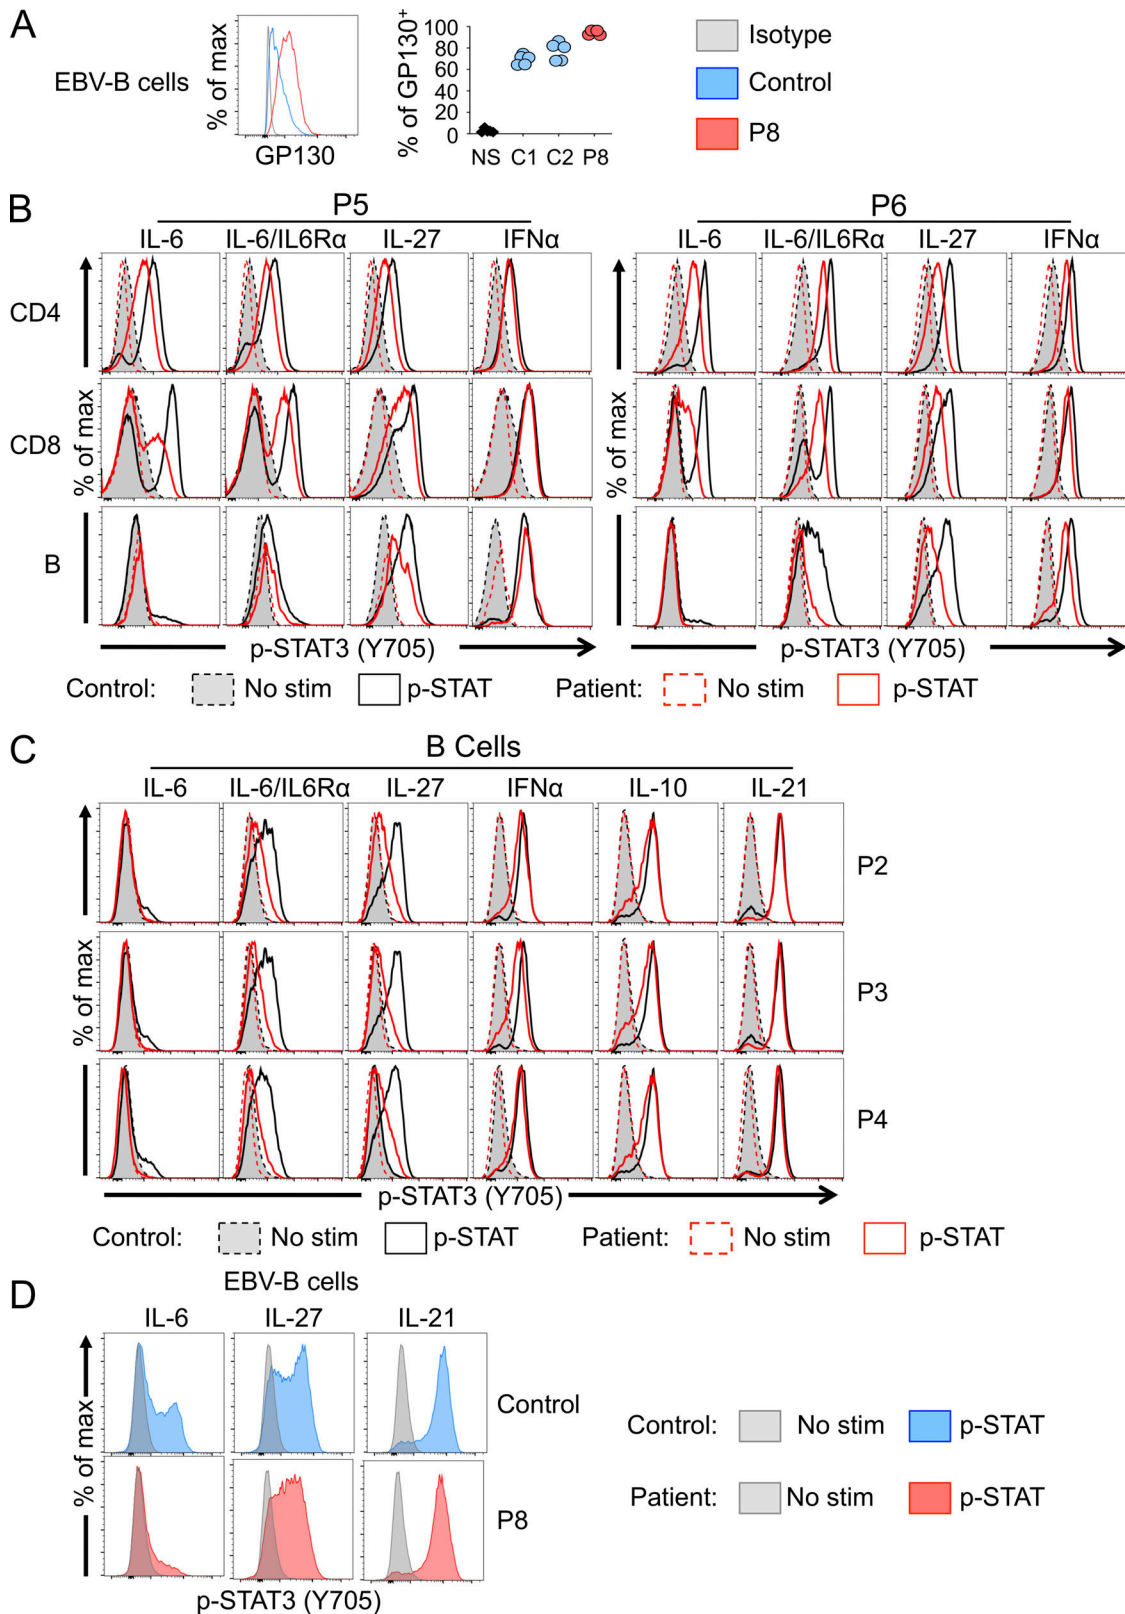 A
EBV-B cells
% of max
GP130
% of GP130+
100
80
60
40
20
0
NS C1 C2 P8
Isotype
Control
P8
B
P5
P6
IL-6 IL-6/IL6Rα IL-27 IFNα
IL-6 IL-6/IL6Rα IL-27 IFNα
CD4
CD8
B
% of max
% of max
p-STAT3 (Y705)
p-STAT3 (Y705)
Control: No stim p-STAT Patient: No stim p-STAT
C
B Cells
IL-6 IL-6/IL6Rα IL-27 IFNα IL-10 IL-21
P2
P3
P4
% of max
p-STAT3 (Y705)
Control: No stim p-STAT Patient: No stim p-STAT
D
EBV-B cells
IL-6 IL-27 IL-21
Control
P8
% of max
p-STAT3 (Y705)
Control: No stim p-STAT
Patient: No stim p-STAT